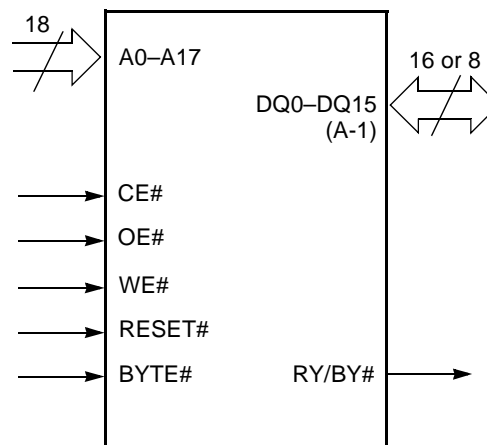 18
A0–A17
16 or 8
DQ0–DQ15
(A-1)
CE#
OE#
WE#
RESET#
BYTE#
RY/BY#